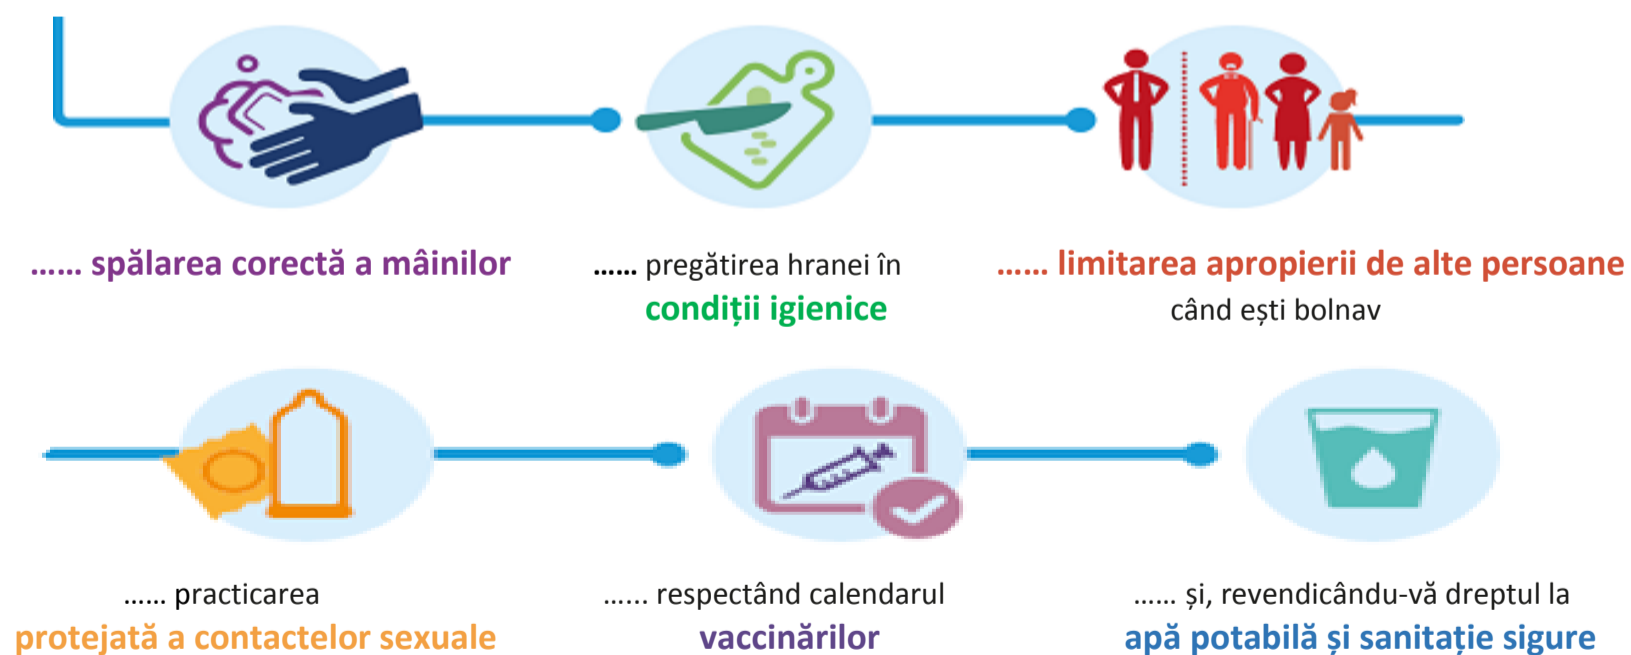 …… spălarea corectă a mâinilor
…… pregătirea hranei în
condiții igienice
…… limitarea apropierii de alte persoane
când ești bolnav
…… practicarea
protejată a contactelor sexuale
…... respectând calendarul
vaccinărilor
…… și, revendicându-vă dreptul la
apă potabilă și sanitație sigure